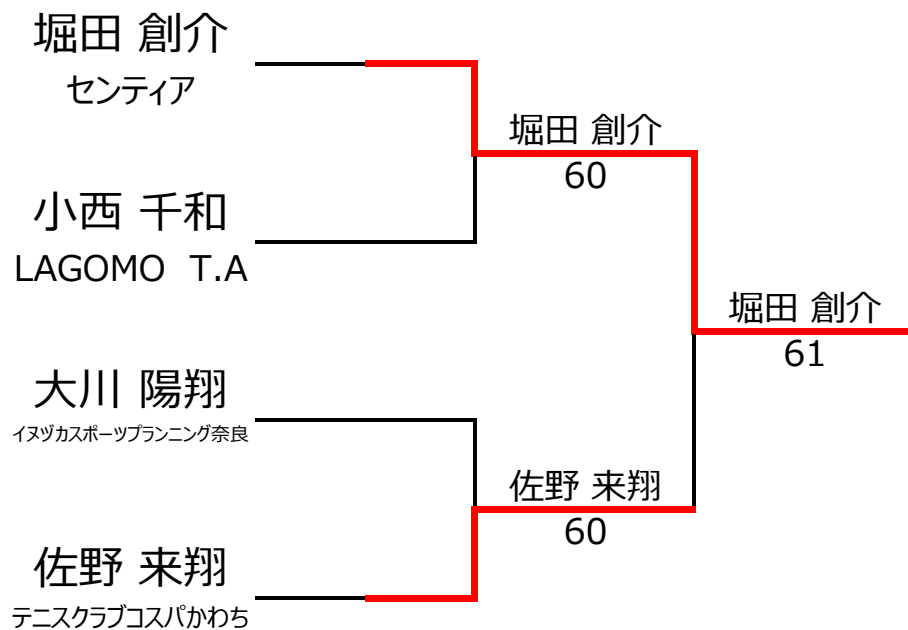 堀田 創介
センティア
堀田 創介
60
小西 千和
LAGOMO T.A
堀田 創介
61
大川 陽翔
イヌヅカスポーツプランニング奈良
佐野 来翔
60
佐野 来翔
テニスクラブコスパかわち